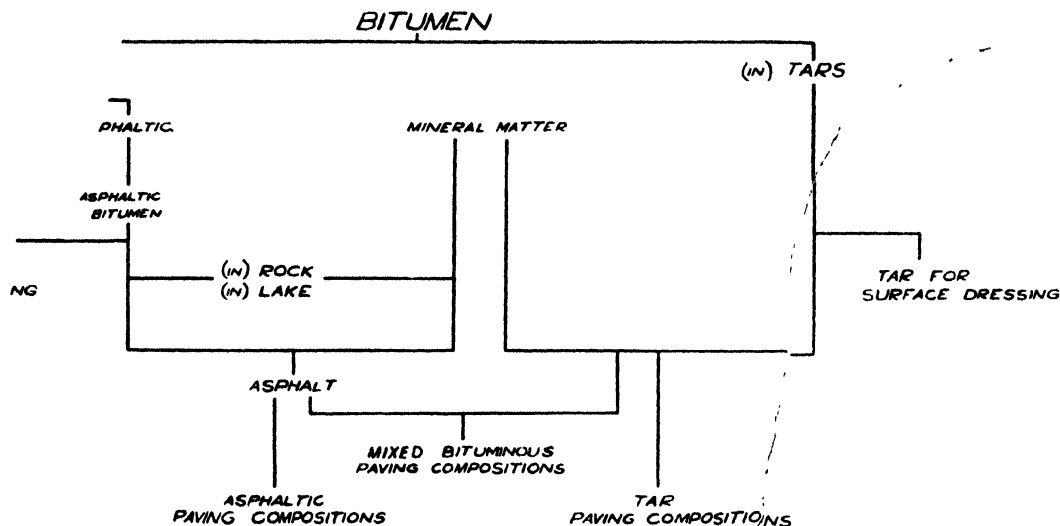 BITUMEN
(IN) TARS
PHALTIC.
MINERAL MATTER
ASPHALTIC
BITUMEN
(IN) ROCK
(IN) LAKE
NG
TAR FOR
SURFACE DRESSING
ASPHALT
MIXED BITUMINOUS
PAVING COMPOSITIONS
ASPHALTIC
PAVING COMPOSITIONS
TAR
PAVING COMPOSITIONS